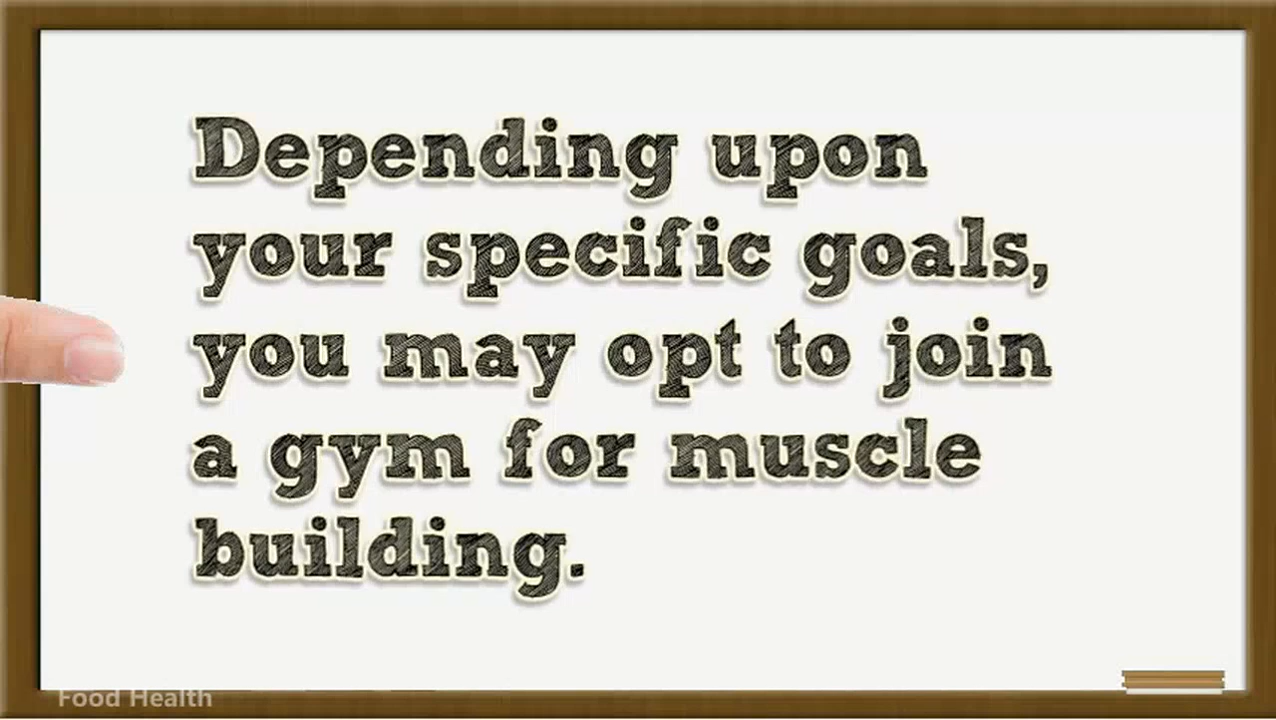 Depending upon
your specific goals,
you may opt to join
a gym for muscle
building.
Food Health